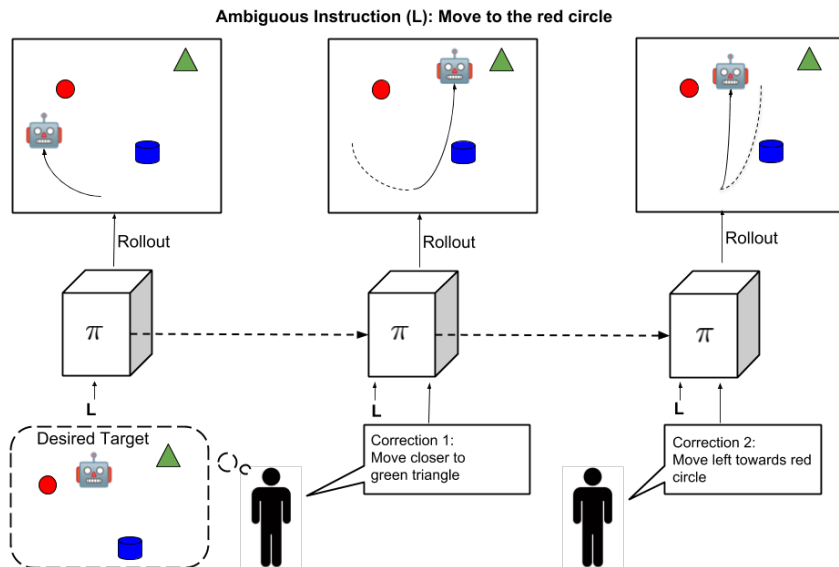 Ambiguous Instruction (L): Move to the red circle
Rollout
Rollout
Rollout
π
π
π
L
L
L
Desired Target
Correction 1:
Move closer to
green triangle
Correction 2:
Move left towards red
circle